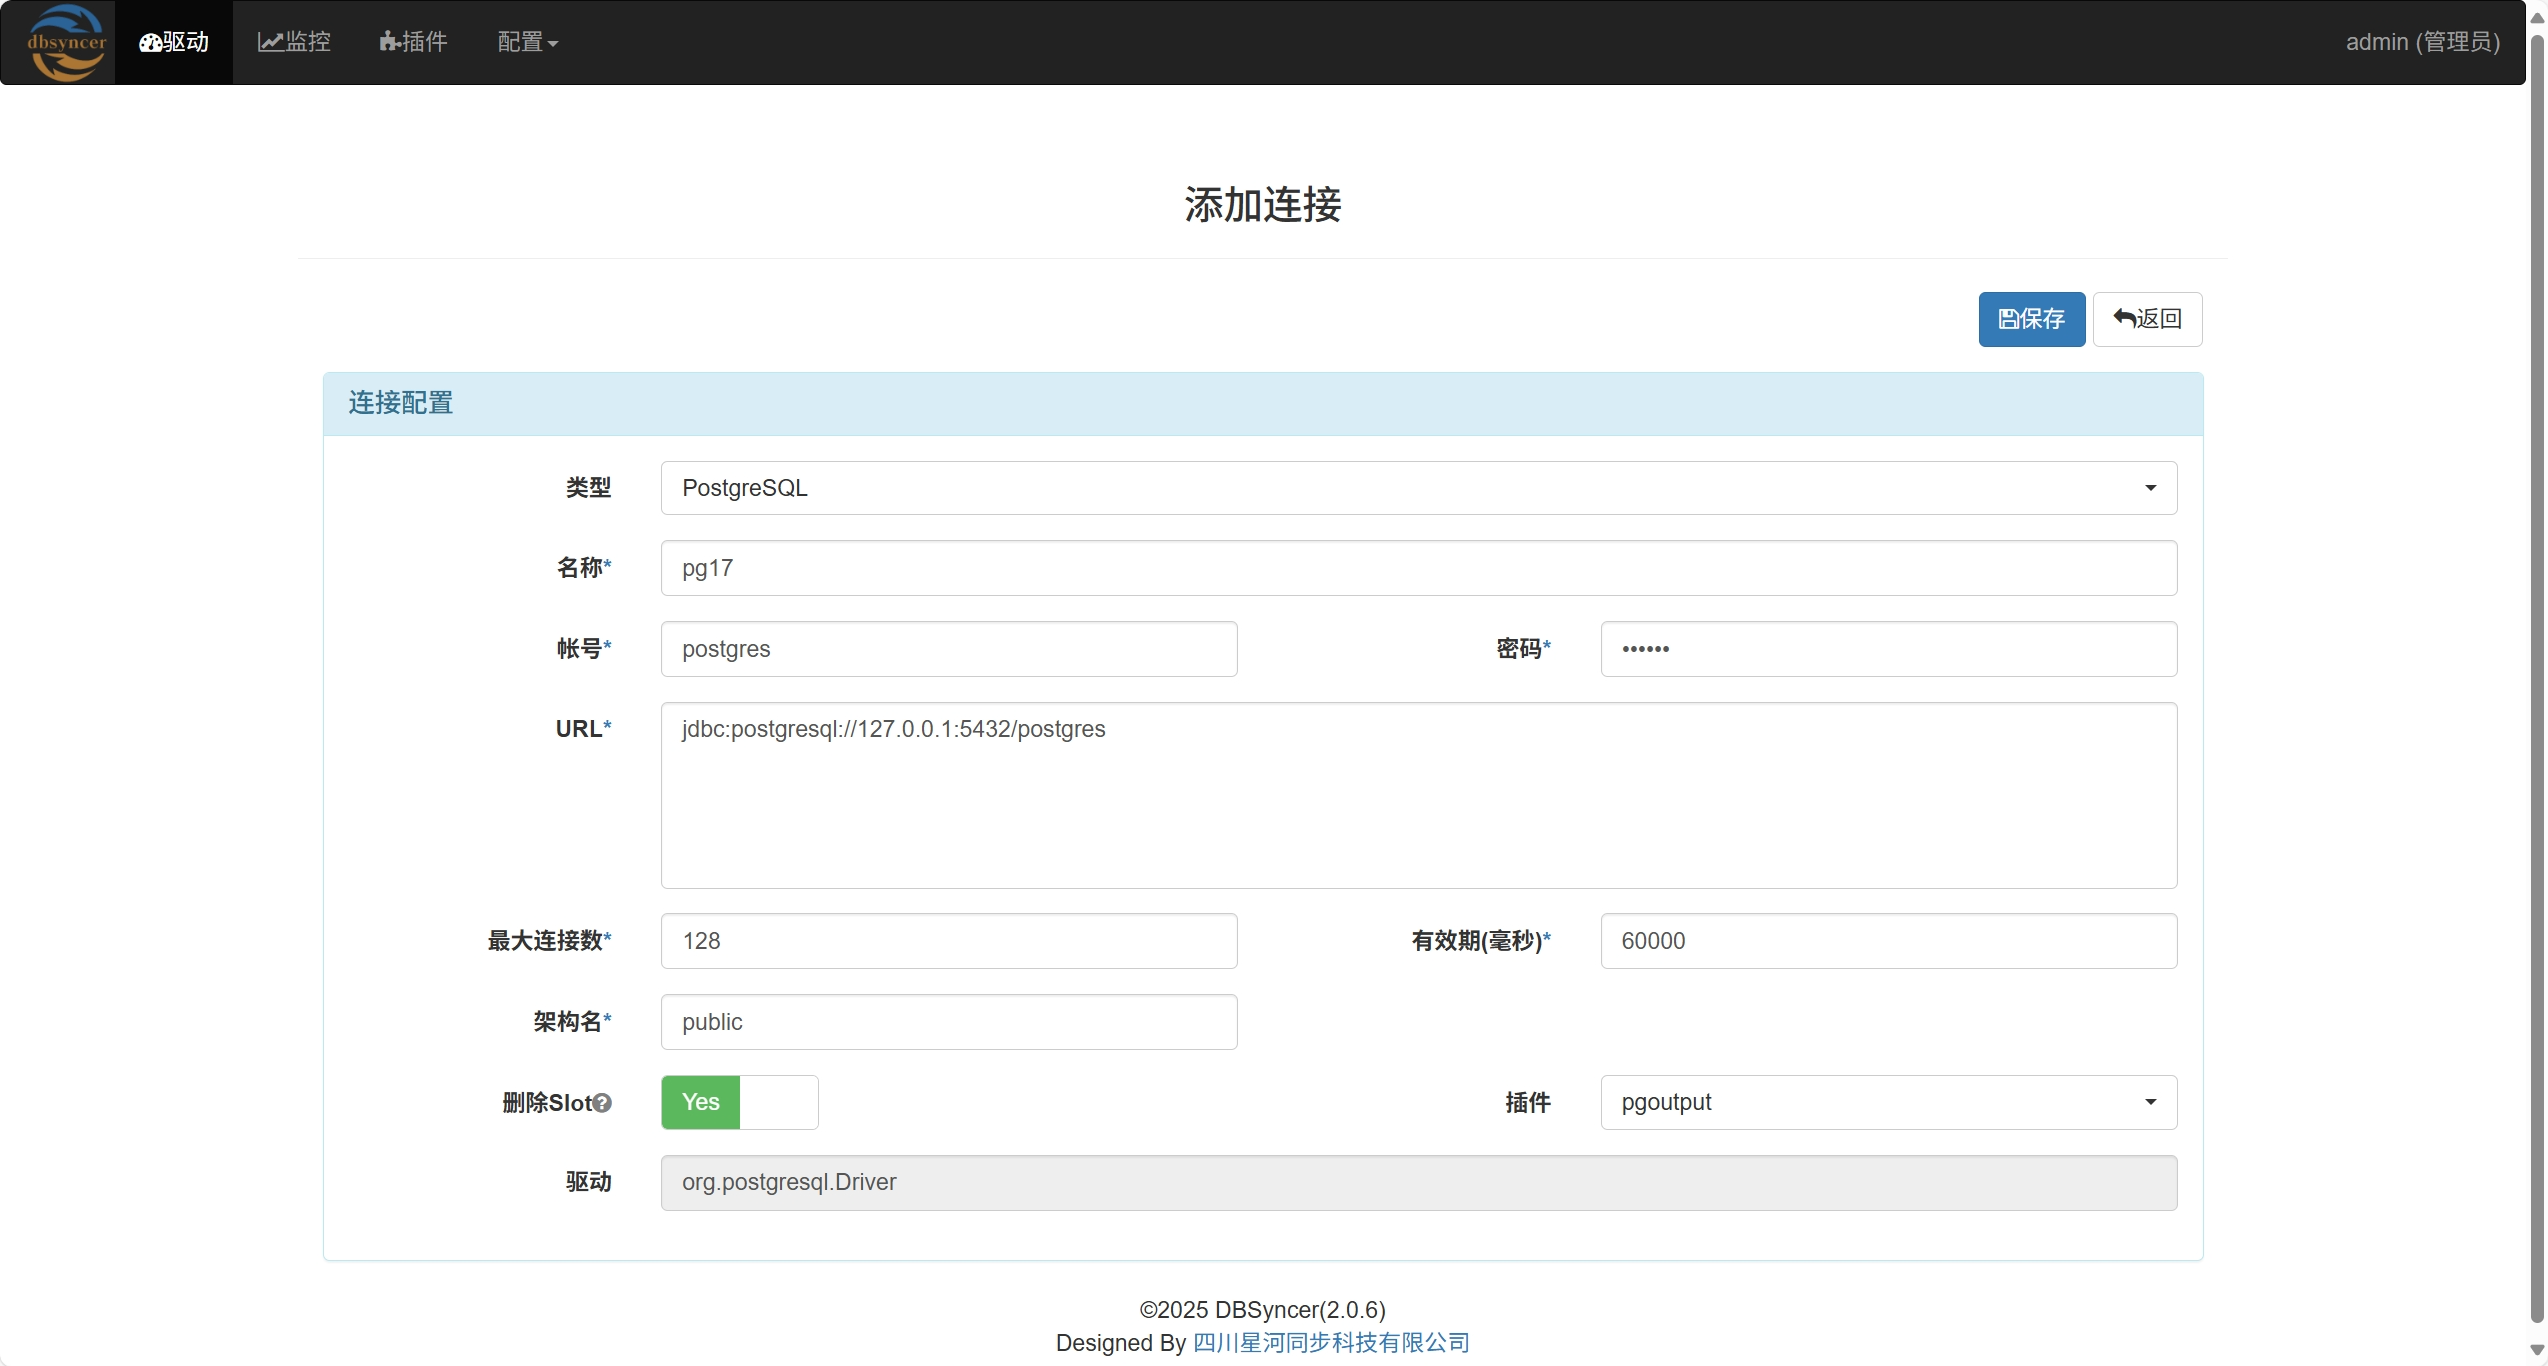 dbsyncer 驱动 监控 插件 配置 admin (管理员)
添加连接
保存 返回
连接配置
类型 PostgreSQL
名称* pg17
帐号* postgres 密码* ••••••
URL* jdbc:postgresql://127.0.0.1:5432/postgres
最大连接数* 128 有效期(毫秒)* 60000
架构名* public
删除Slot Yes 插件 pgoutput
驱动 org.postgresql.Driver
©2025 DBSyncer(2.0.6)
Designed By 四川星河同步科技有限公司